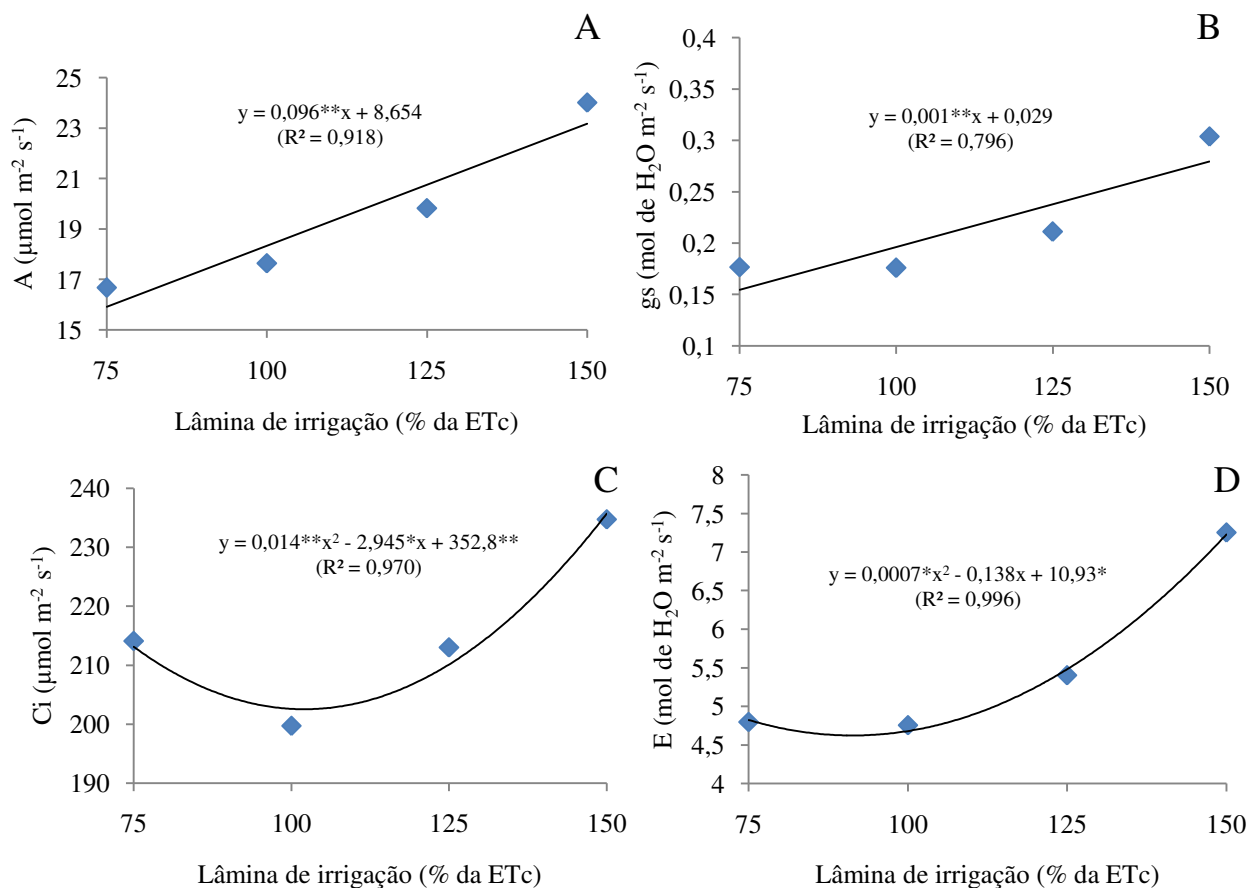 A
A (µmol m⁻² s⁻¹)
25
23
21
19
17
15
y = 0,096**x + 8,654
(R² = 0,918)
75 100 125 150
Lâmina de irrigação (% da ETc)
B
gs (mol de H₂O m⁻² s⁻¹)
0,4
0,35
0,3
0,25
0,2
0,15
0,1
y = 0,001**x + 0,029
(R² = 0,796)
75 100 125 150
Lâmina de irrigação (% da ETc)
C
Ci (µmol m⁻² s⁻¹)
240
230
220
210
200
190
y = 0,014**x² - 2,945*x + 352,8**
(R² = 0,970)
75 100 125 150
Lâmina de irrigação (% da ETc)
D
E (mol de H₂O m⁻² s⁻¹)
8
7,5
7
6,5
6
5,5
5
4,5
4
y = 0,0007*x² - 0,138x + 10,93*
(R² = 0,996)
75 100 125 150
Lâmina de irrigação (% da ETc)